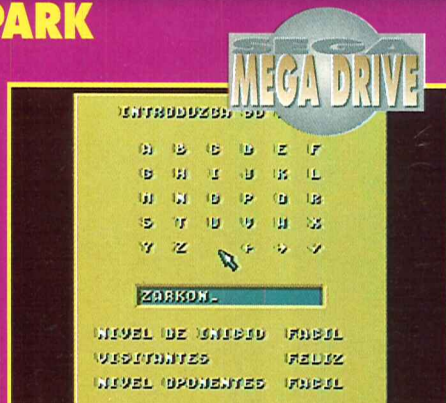 PARK
SEGA
MEGA DRIVE
INTRODUZCA SU
A B C D E F
G H I J K L
M N O P Q R
S T U V W X
Y Z ← → ✓
ZARKON_
NIVEL DE INICIO FACIL
VISITANTES FELIZ
NIVEL OPONENTES FACIL